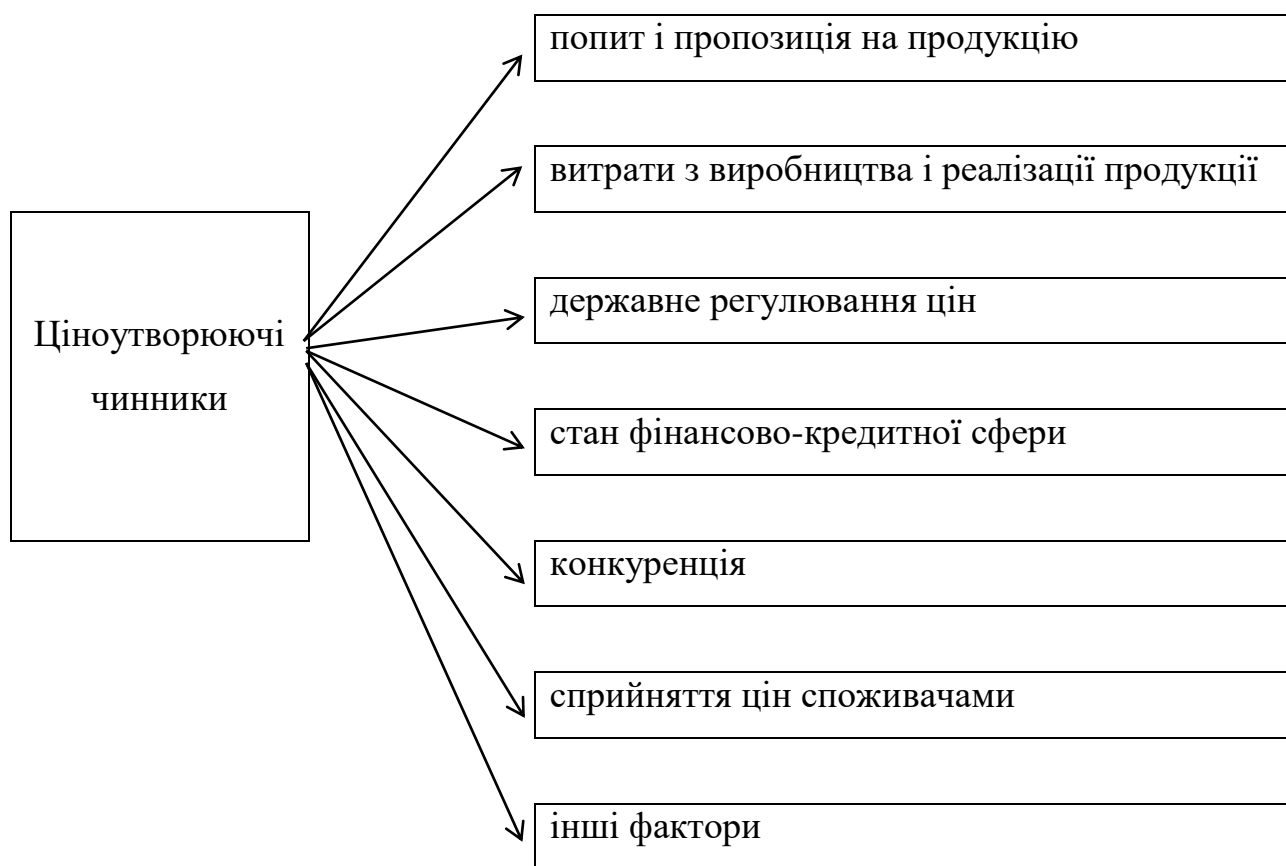 попит і пропозиція на продукцію
витрати з виробництва і реалізації продукції
державне регулювання цін
Ціноутворюючі
чинники
стан фінансово-кредитної сфери
конкуренція
сприйняття цін споживачами
інші фактори